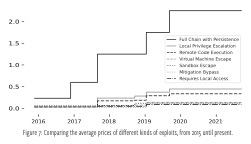 2.0
1.5
1.0
0.5
0.0
2016
2017
2018
2019
2020
2021
Full Chain with Persistence
Local Privilege Escalation
Remote Code Execution
Virtual Machine Escape
Sandbox Escape
Mitigation Bypass
Requires Local Access
Figure 7: Comparing the average prices of different kinds of exploits, from 2015 until present.